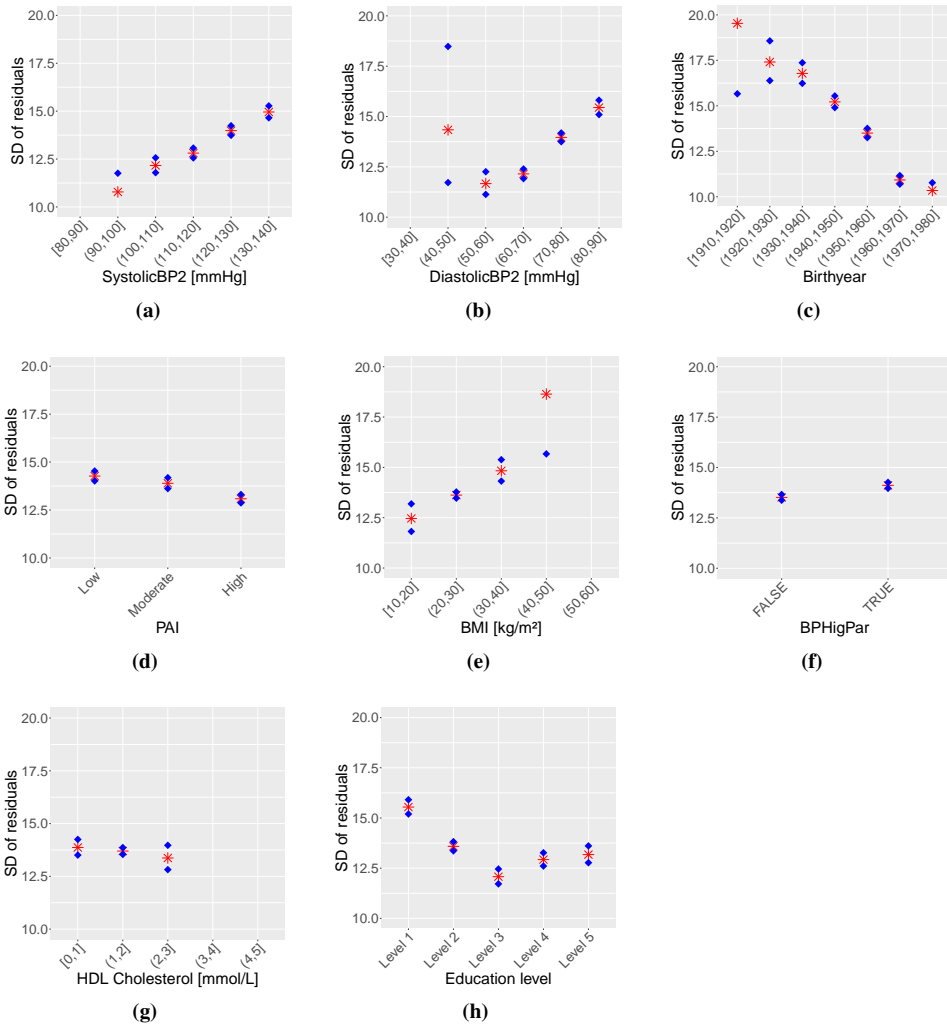 SD of residuals
20.0
17.5
15.0
12.5
10.0
[80,90]
(90,100]
(100,110]
(110,120]
(120,130]
(130,140]
SystolicBP2 [mmHg]
(a)
SD of residuals
20.0
17.5
15.0
12.5
10.0
[30,40]
(40,50]
(50,60]
(60,70]
(70,80]
(80,90]
DiastolicBP2 [mmHg]
(b)
SD of residuals
20.0
17.5
15.0
12.5
10.0
[1910,1920]
(1920,1930]
(1930,1940]
(1940,1950]
(1950,1960]
(1960,1970]
(1970,1980]
Birthyear
(c)
SD of residuals
20.0
17.5
15.0
12.5
10.0
Low
Moderate
High
PAI
(d)
SD of residuals
20.0
17.5
15.0
12.5
10.0
[10,20]
(20,30]
(30,40]
(40,50]
(50,60]
BMI [kg/m²]
(e)
SD of residuals
20.0
17.5
15.0
12.5
10.0
FALSE
TRUE
BPHigPar
(f)
SD of residuals
20.0
17.5
15.0
12.5
10.0
[0,1]
(1,2]
(2,3]
(3,4]
(4,5]
HDL Cholesterol [mmol/L]
(g)
SD of residuals
20.0
17.5
15.0
12.5
10.0
Level 1
Level 2
Level 3
Level 4
Level 5
Education level
(h)